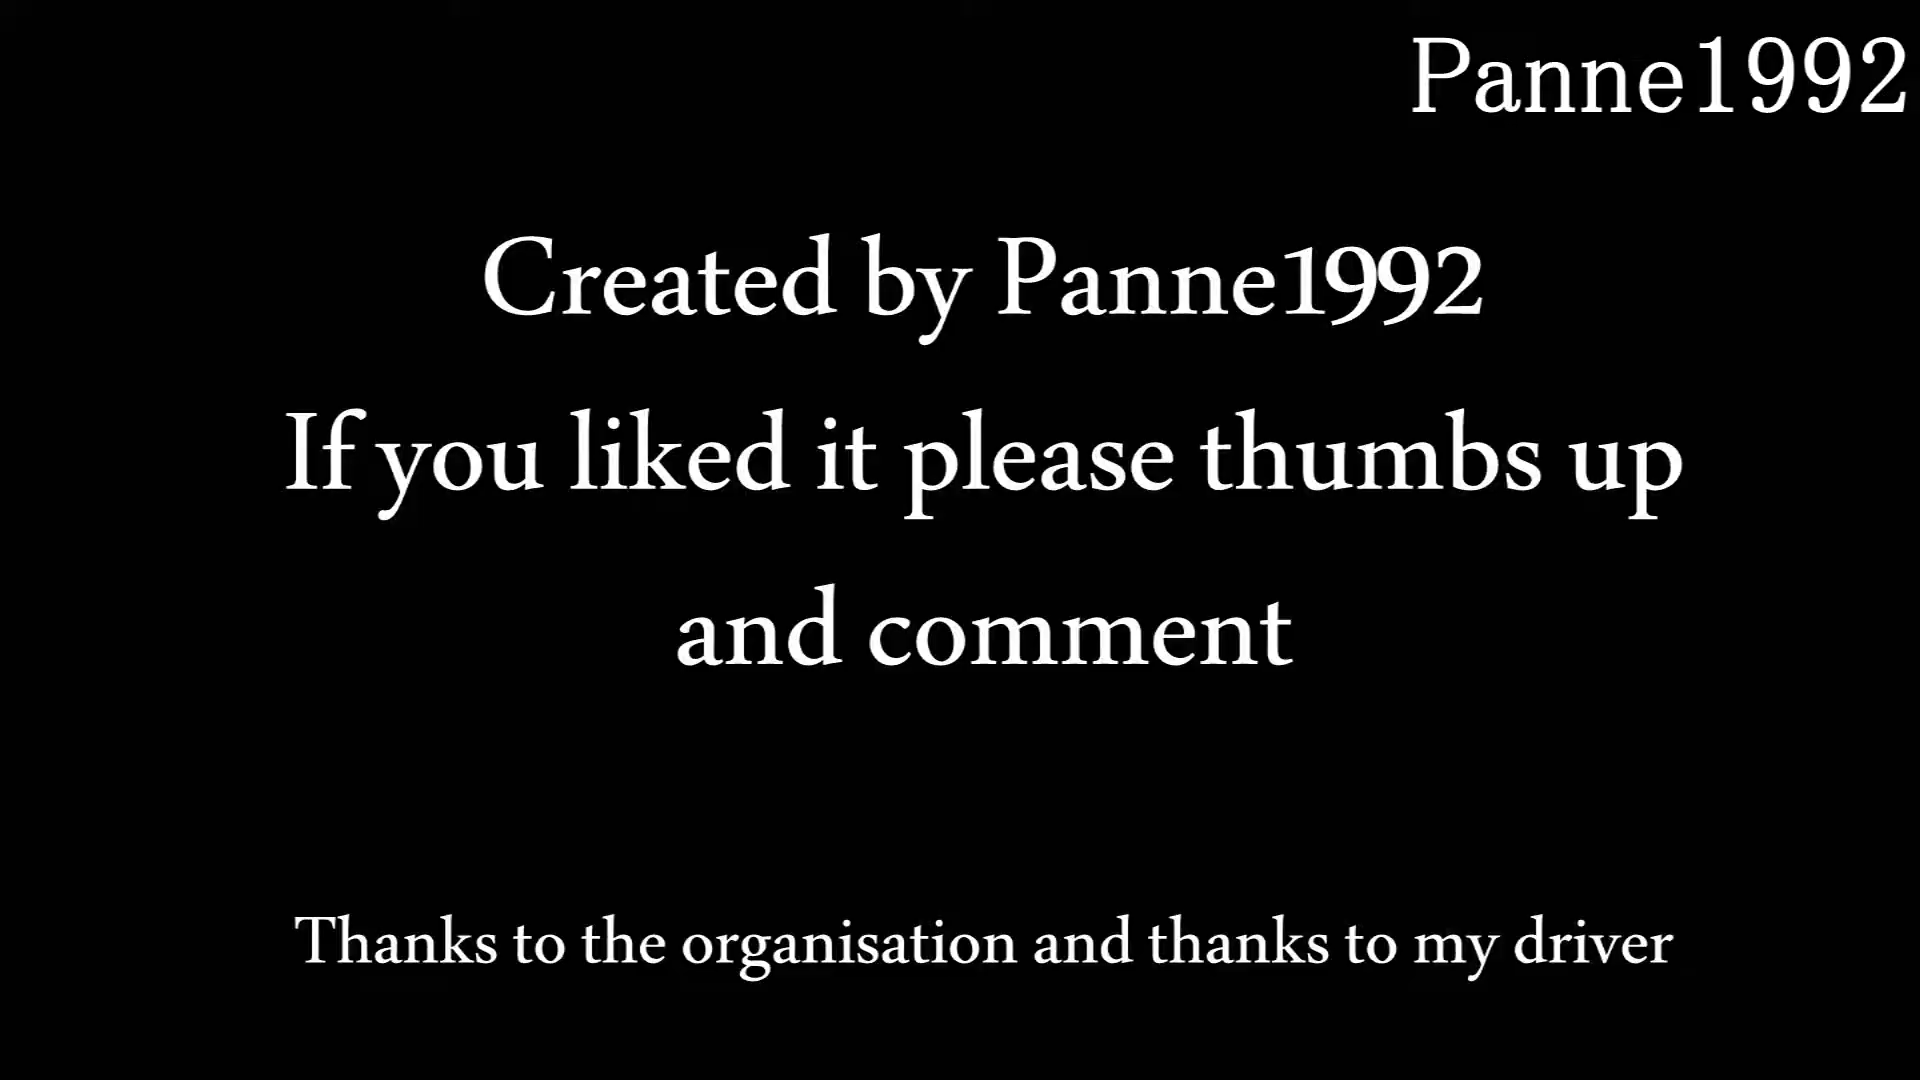 Panne1992
Created by Panne1992
If you liked it please thumbs up
and comment
Thanks to the organisation and thanks to my driver